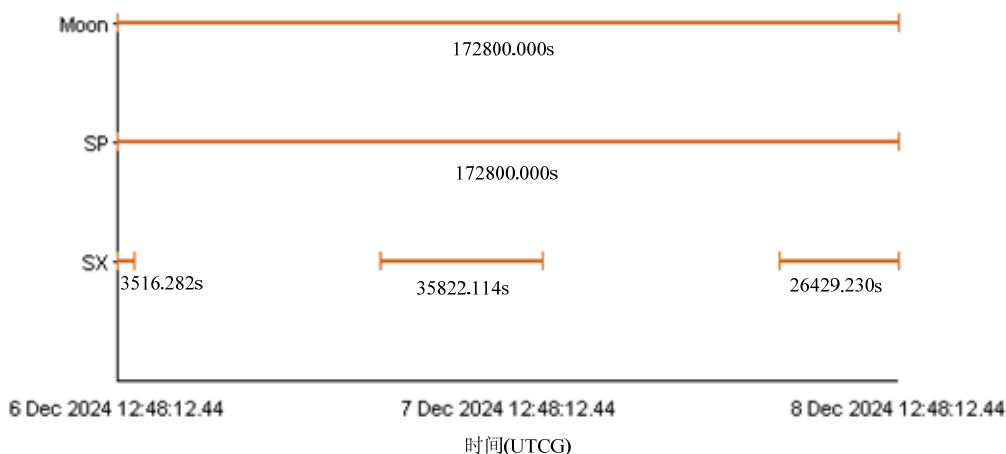 Moon
172800.000s
SP
172800.000s
SX
3516.282s
35822.114s
26429.230s
6 Dec 2024 12:48:12.44
7 Dec 2024 12:48:12.44
8 Dec 2024 12:48:12.44
时间(UTCG)